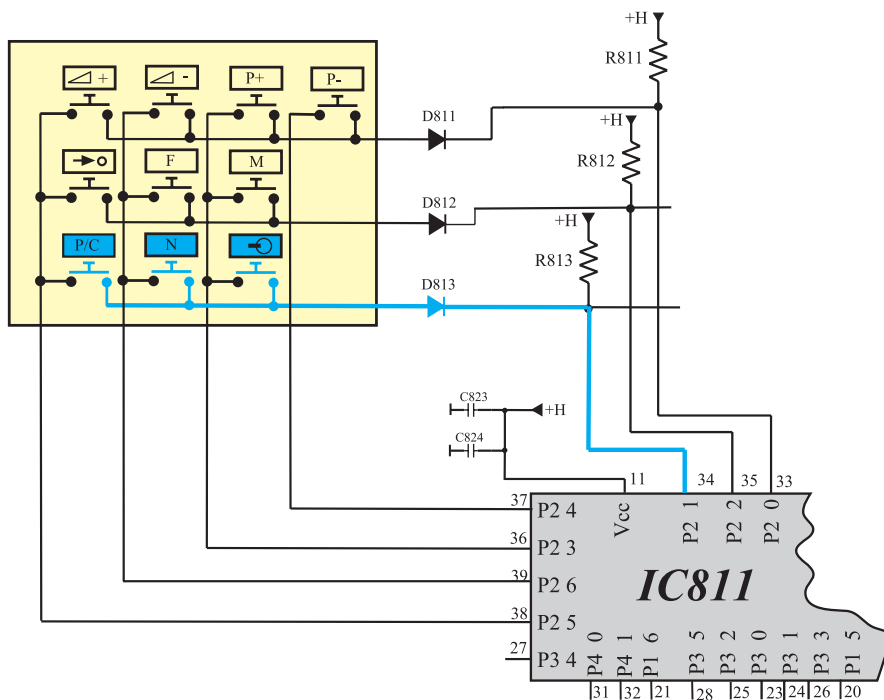 +H
R811
+ - P+ P-
D811
+H
R812
F M
D812
+H
R813
P/C N
D813
C823
+H
C824
11 34 35 33
37 P2 4 Vcc P2 1 P2 2 P2 0
36 P2 3
39 P2 6
IC811
38 P2 5
27 P3 4
P4 0 P4 1 P1 6 P3 5 P3 2 P3 0 P3 1 P3 3 P1 5
31 32 21 28 25 23 24 26 20